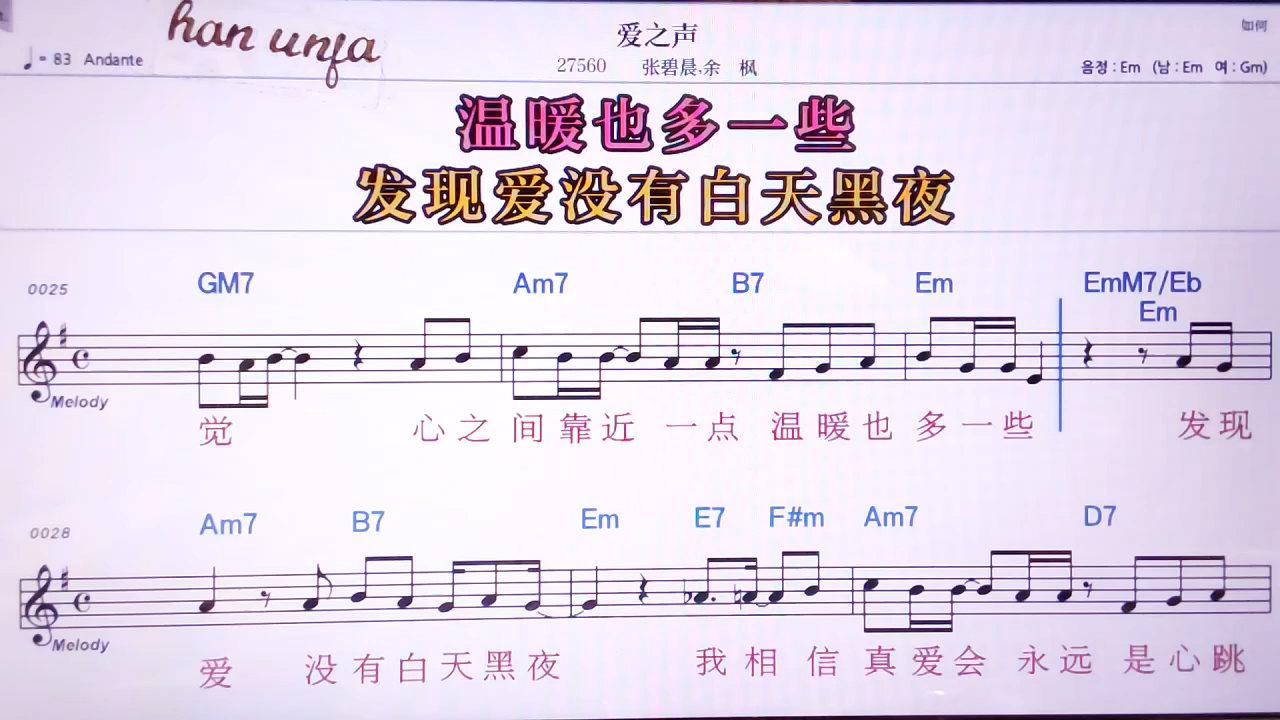 han unfa
爱之声
如何
♩= 83 Andante
27560 张碧晨,余 枫
음정 : Em (남 : Em 여 : Gm)
温暖也多一些
发现爱没有白天黑夜
0025 GM7 Am7 B7 Em EmM7/Eb
Em
Melody
觉 心之 间靠近 一点 温暖也 多一些 发现
0028 Am7 B7 Em E7 F#m Am7 D7
Melody
爱 没有白天黑夜 我相 信 真爱会 永远 是心跳